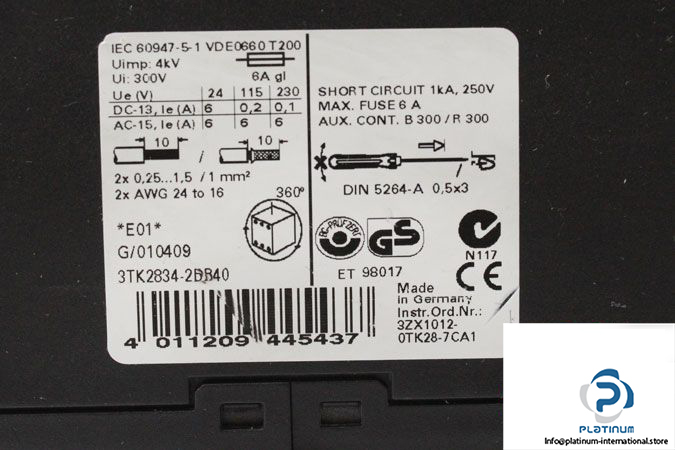 IEC 60947-5-1 VDE0660 T200
Uimp: 4kV
Ui: 300V
6A gl
Ue (V) 24 115 230
DC-13, Ie (A) 6 0,2 0,1
AC-15, Ie (A) 6 6 6
10 / 10
2x 0,25...1,5 / 1 mm²
2x AWG 24 to 16
360°
*E01*
G/010409
3TK2834-2BB40
4 011209 445437
SHORT CIRCUIT 1kA, 250V
MAX. FUSE 6 A
AUX. CONT. B 300 / R 300
DIN 5264-A 0,5x3
BG-PRÜFZERT
GS
N117
ET 98017
CE
Made
in Germany
Instr.Ord.Nr.:
3ZX1012-
0TK28-7CA1
PLATINUM
Info@platinum-international.store